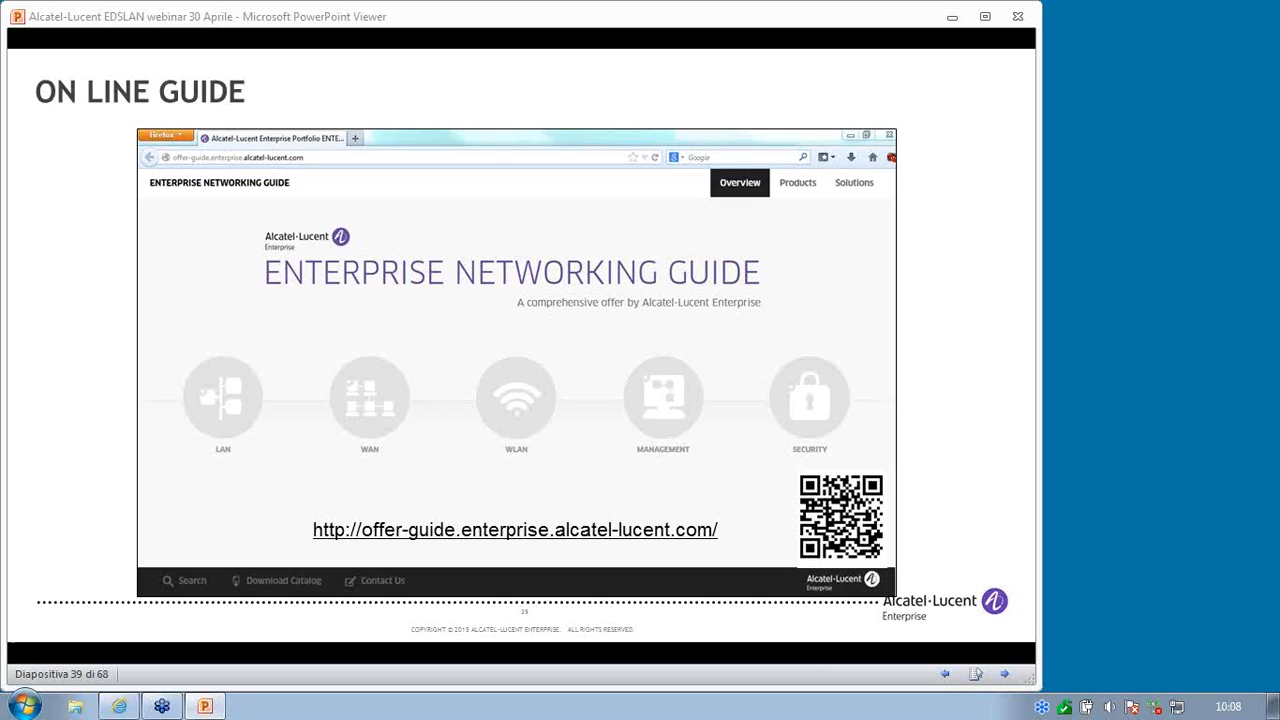 Alcatel-Lucent EDSLAN webinar 30 Aprile - Microsoft PowerPoint Viewer
ON LINE GUIDE
Firefox
Alcatel-Lucent Enterprise Portfolio ENTE...
offer-guide.enterprise.alcatel-lucent.com
Google
ENTERPRISE NETWORKING GUIDE
Overview
Products
Solutions
Alcatel·Lucent
Enterprise
ENTERPRISE NETWORKING GUIDE
A comprehensive offer by Alcatel-Lucent Enterprise
LAN
WAN
WLAN
MANAGEMENT
SECURITY
http://offer-guide.enterprise.alcatel-lucent.com/
Search
Download Catalog
Contact Us
Alcatel·Lucent
Enterprise
Alcatel·Lucent
Enterprise
39
COPYRIGHT © 2015 ALCATEL-LUCENT ENTERPRISE. ALL RIGHTS RESERVED.
Diapositiva 39 di 68
10:08